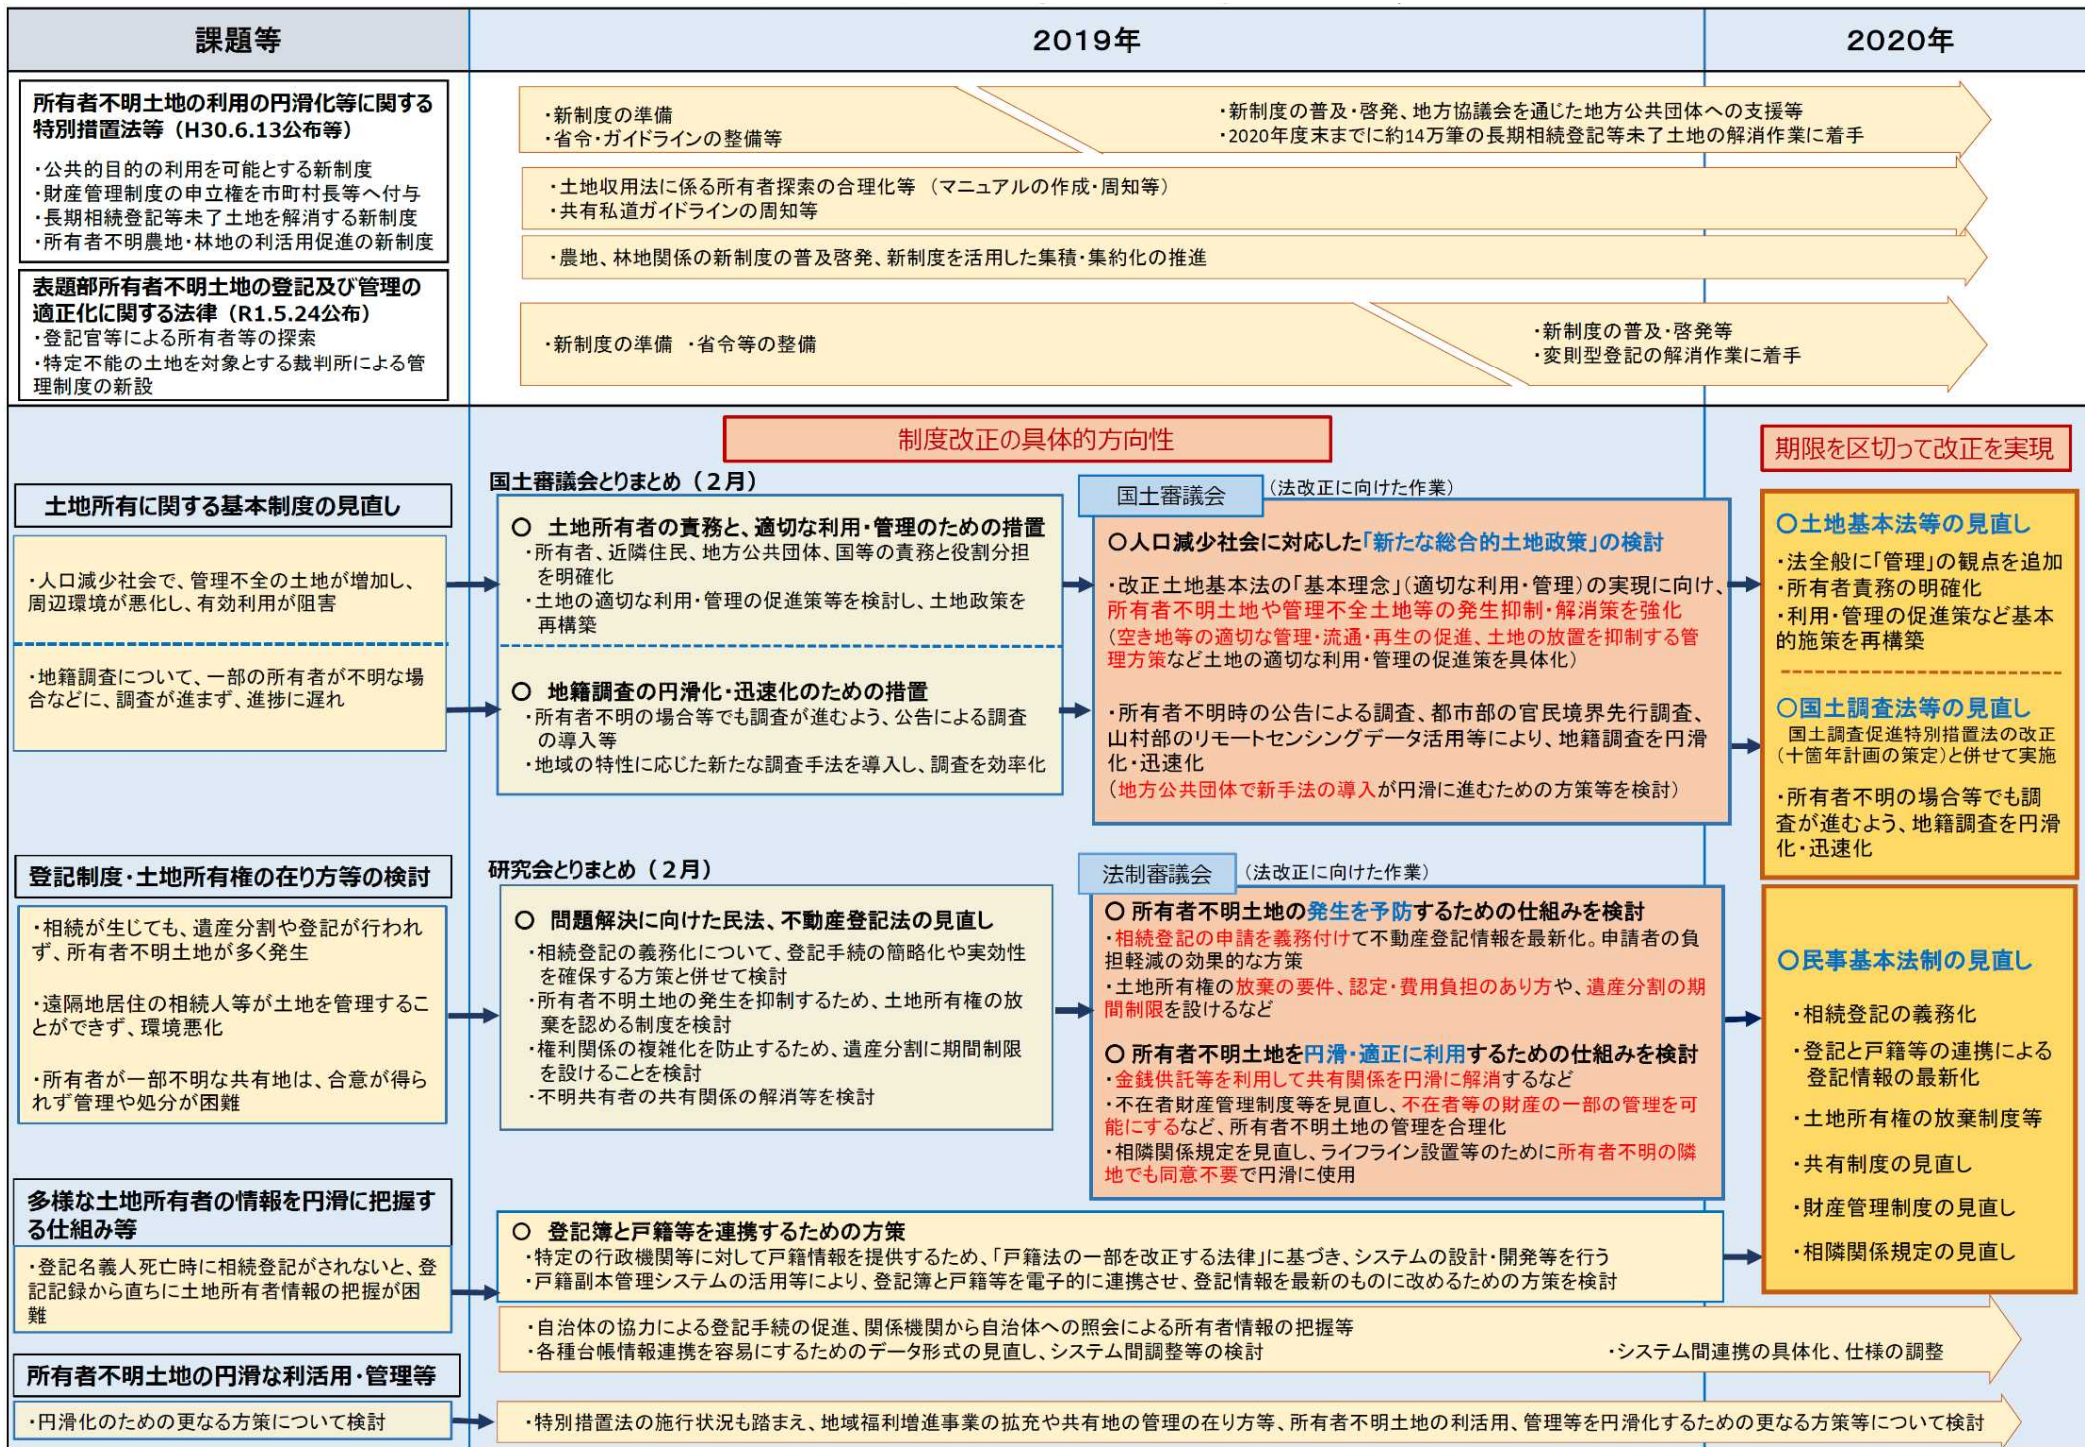 課題等
2019年
2020年
所有者不明土地の利用の円滑化等に関する
特別措置法等（H30.6.13公布等）
・公共的目的の利用を可能とする新制度
・財産管理制度の申立権を市町村長等へ付与
・長期相続登記等未了土地を解消する新制度
・所有者不明農地・林地の利活用促進の新制度
・新制度の準備
・省令・ガイドラインの整備等
・新制度の普及・啓発、地方協議会を通じた地方公共団体への支援等
・2020年度末までに約14万筆の長期相続登記等未了土地の解消作業に着手
・土地収用法に係る所有者探索の合理化等 （マニュアルの作成・周知等）
・共有私道ガイドラインの周知等
・農地、林地関係の新制度の普及啓発、新制度を活用した集積・集約化の推進
表題部所有者不明土地の登記及び管理の
適正化に関する法律（R1.5.24公布）
・登記官等による所有者等の探索
・特定不能の土地を対象とする裁判所による管
理制度の新設
・新制度の準備 ・省令等の整備
・新制度の普及・啓発等
・変則型登記の解消作業に着手
制度改正の具体的方向性
期限を区切って改正を実現
土地所有に関する基本制度の見直し
・人口減少社会で、管理不全の土地が増加し、
周辺環境が悪化し、有効利用が阻害
・地籍調査について、一部の所有者が不明な場
合などに、調査が進まず、進捗に遅れ
国土審議会とりまとめ（２月）
○ 土地所有者の責務と、適切な利用・管理のための措置
・所有者、近隣住民、地方公共団体、国等の責務と役割分担
を明確化
・土地の適切な利用・管理の促進策等を検討し、土地政策を
再構築
○ 地籍調査の円滑化・迅速化のための措置
・所有者不明の場合等でも調査が進むよう、公告による調査
の導入等
・地域の特性に応じた新たな調査手法を導入し、調査を効率化
国土審議会
（法改正に向けた作業）
○人口減少社会に対応した「新たな総合的土地政策」の検討
・改正土地基本法の「基本理念」（適切な利用・管理）の実現に向け、
所有者不明土地や管理不全土地等の発生抑制・解消策を強化
（空き地等の適切な管理・流通・再生の促進、土地の放置を抑制する管
理方策など土地の適切な利用・管理の促進策を具体化）
・所有者不明時の公告による調査、都市部の官民境界先行調査、
山村部のリモートセンシングデータ活用等により、地籍調査を円滑
化・迅速化
（地方公共団体で新手法の導入が円滑に進むための方策等を検討）
○土地基本法等の見直し
・法全般に「管理」の観点を追加
・所有者責務の明確化
・利用・管理の促進策など基本
的施策を再構築
○国土調査法等の見直し
国土調査促進特別措置法の改正
（十箇年計画の策定）と併せて実施
・所有者不明の場合等でも調
査が進むよう、地籍調査を円滑
化・迅速化
登記制度・土地所有権の在り方等の検討
・相続が生じても、遺産分割や登記が行われ
ず、所有者不明土地が多く発生
・遠隔地居住の相続人等が土地を管理するこ
とができず、環境悪化
・所有者が一部不明な共有地は、合意が得ら
れず管理や処分が困難
研究会とりまとめ（２月）
○ 問題解決に向けた民法、不動産登記法の見直し
・相続登記の義務化について、登記手続の簡略化や実効性
を確保する方策と併せて検討
・所有者不明土地の発生を抑制するため、土地所有権の放
棄を認める制度を検討
・権利関係の複雑化を防止するため、遺産分割に期間制限
を設けることを検討
・不明共有者の共有関係の解消等を検討
法制審議会
（法改正に向けた作業）
○ 所有者不明土地の発生を予防するための仕組みを検討
・相続登記の申請を義務付けて不動産登記情報を最新化。申請者の負
担軽減の効果的な方策
・土地所有権の放棄の要件、認定・費用負担のあり方や、遺産分割の期
間制限を設けるなど
○ 所有者不明土地を円滑・適正に利用するための仕組みを検討
・金銭供託等を利用して共有関係を円滑に解消するなど
・不在者財産管理制度等を見直し、不在者等の財産の一部の管理を可
能にするなど、所有者不明土地の管理を合理化
・相隣関係規定を見直し、ライフライン設置等のために所有者不明の隣
地でも同意不要で円滑に使用
○民事基本法制の見直し
・相続登記の義務化
・登記と戸籍等の連携による
登記情報の最新化
・土地所有権の放棄制度等
・共有制度の見直し
・財産管理制度の見直し
・相隣関係規定の見直し
多様な土地所有者の情報を円滑に把握す
る仕組み等
・登記名義人死亡時に相続登記がされないと、登
記記録から直ちに土地所有者情報の把握が困
難
○ 登記簿と戸籍等を連携するための方策
・特定の行政機関等に対して戸籍情報を提供するため、「戸籍法の一部を改正する法律」に基づき、システムの設計・開発等を行う
・戸籍副本管理システムの活用等により、登記簿と戸籍等を電子的に連携させ、登記情報を最新のものに改めるための方策を検討
・自治体の協力による登記手続の促進、関係機関から自治体への照会による所有者情報の把握等
・各種台帳情報連携を容易にするためのデータ形式の見直し、システム間調整等の検討
・システム間連携の具体化、仕様の調整
所有者不明土地の円滑な利活用・管理等
・円滑化のための更なる方策について検討
・特別措置法の施行状況も踏まえ、地域福利増進事業の拡充や共有地の管理の在り方等、所有者不明土地の利活用、管理等を円滑化するための更なる方策等について検討